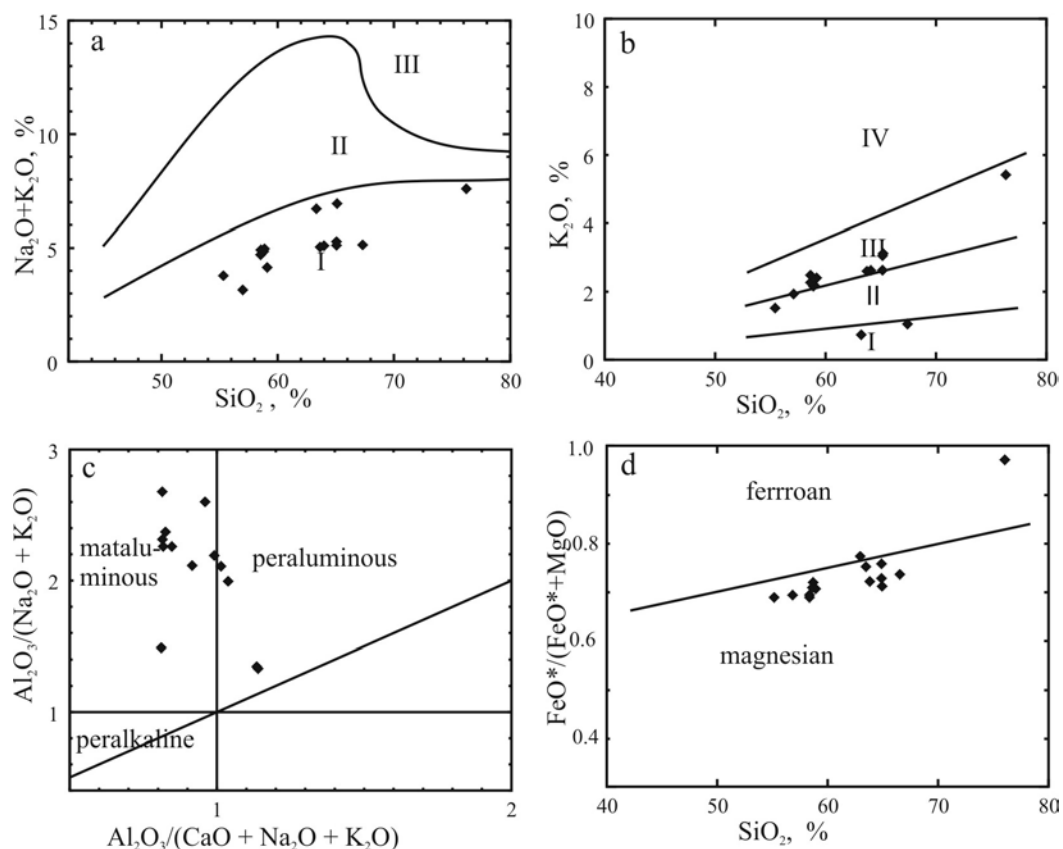 a
III
II
I
15
10
5
0
Na₂O+K₂O, %
50
60
70
80
SiO₂ , %
b
IV
III
II
I
10
8
6
4
2
0
K₂O, %
40
50
60
70
80
SiO₂, %
c
matalu-
minous
peraluminous
peralkaline
3
2
1
Al₂O₃/(Na₂O + K₂O)
1
2
Al₂O₃/(CaO + Na₂O + K₂O)
d
ferrroan
magnesian
1.0
0.8
0.6
0.4
FeO*/(FeO*+MgO)
40
50
60
70
80
SiO₂, %